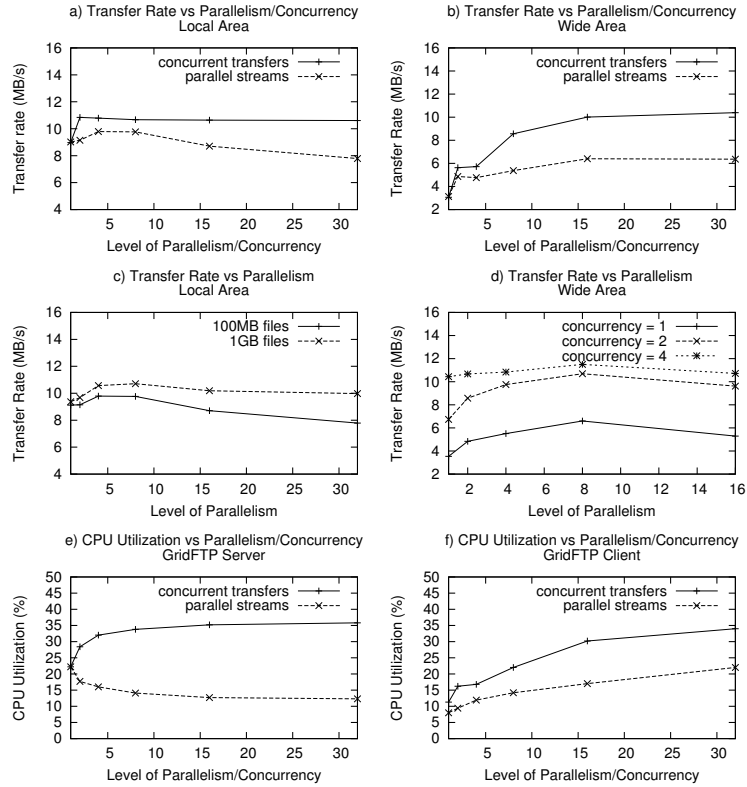 a) Transfer Rate vs Parallelism/Concurrency
Local Area
Transfer rate (MB/s)
16
14
12
10
8
6
4
concurrent transfers
parallel streams
5 10 15 20 25 30
Level of Parallelism/Concurrency
b) Transfer Rate vs Parallelism/Concurrency
Wide Area
Transfer Rate (MB/s)
16
14
12
10
8
6
4
2
concurrent transfers
parallel streams
5 10 15 20 25 30
Level of Parallelism/Concurrency
c) Transfer Rate vs Parallelism
Local Area
Transfer Rate (MB/s)
16
14
12
10
8
6
4
100MB files
1GB files
5 10 15 20 25 30
Level of Parallelism
d) Transfer Rate vs Parallelism
Wide Area
Transfer Rate (MB/s)
16
14
12
10
8
6
4
2
concurrency = 1
concurrency = 2
concurrency = 4
2 4 6 8 10 12 14 16
Level of Parallelism
e) CPU Utilization vs Parallelism/Concurrency
GridFTP Server
CPU Utilization (%)
50
45
40
35
30
25
20
15
10
5
0
concurrent transfers
parallel streams
5 10 15 20 25 30
Level of Parallelism/Concurrency
f) CPU Utilization vs Parallelism/Concurrency
GridFTP Client
CPU Utilization (%)
50
45
40
35
30
25
20
15
10
5
0
concurrent transfers
parallel streams
5 10 15 20 25 30
Level of Parallelism/Concurrency